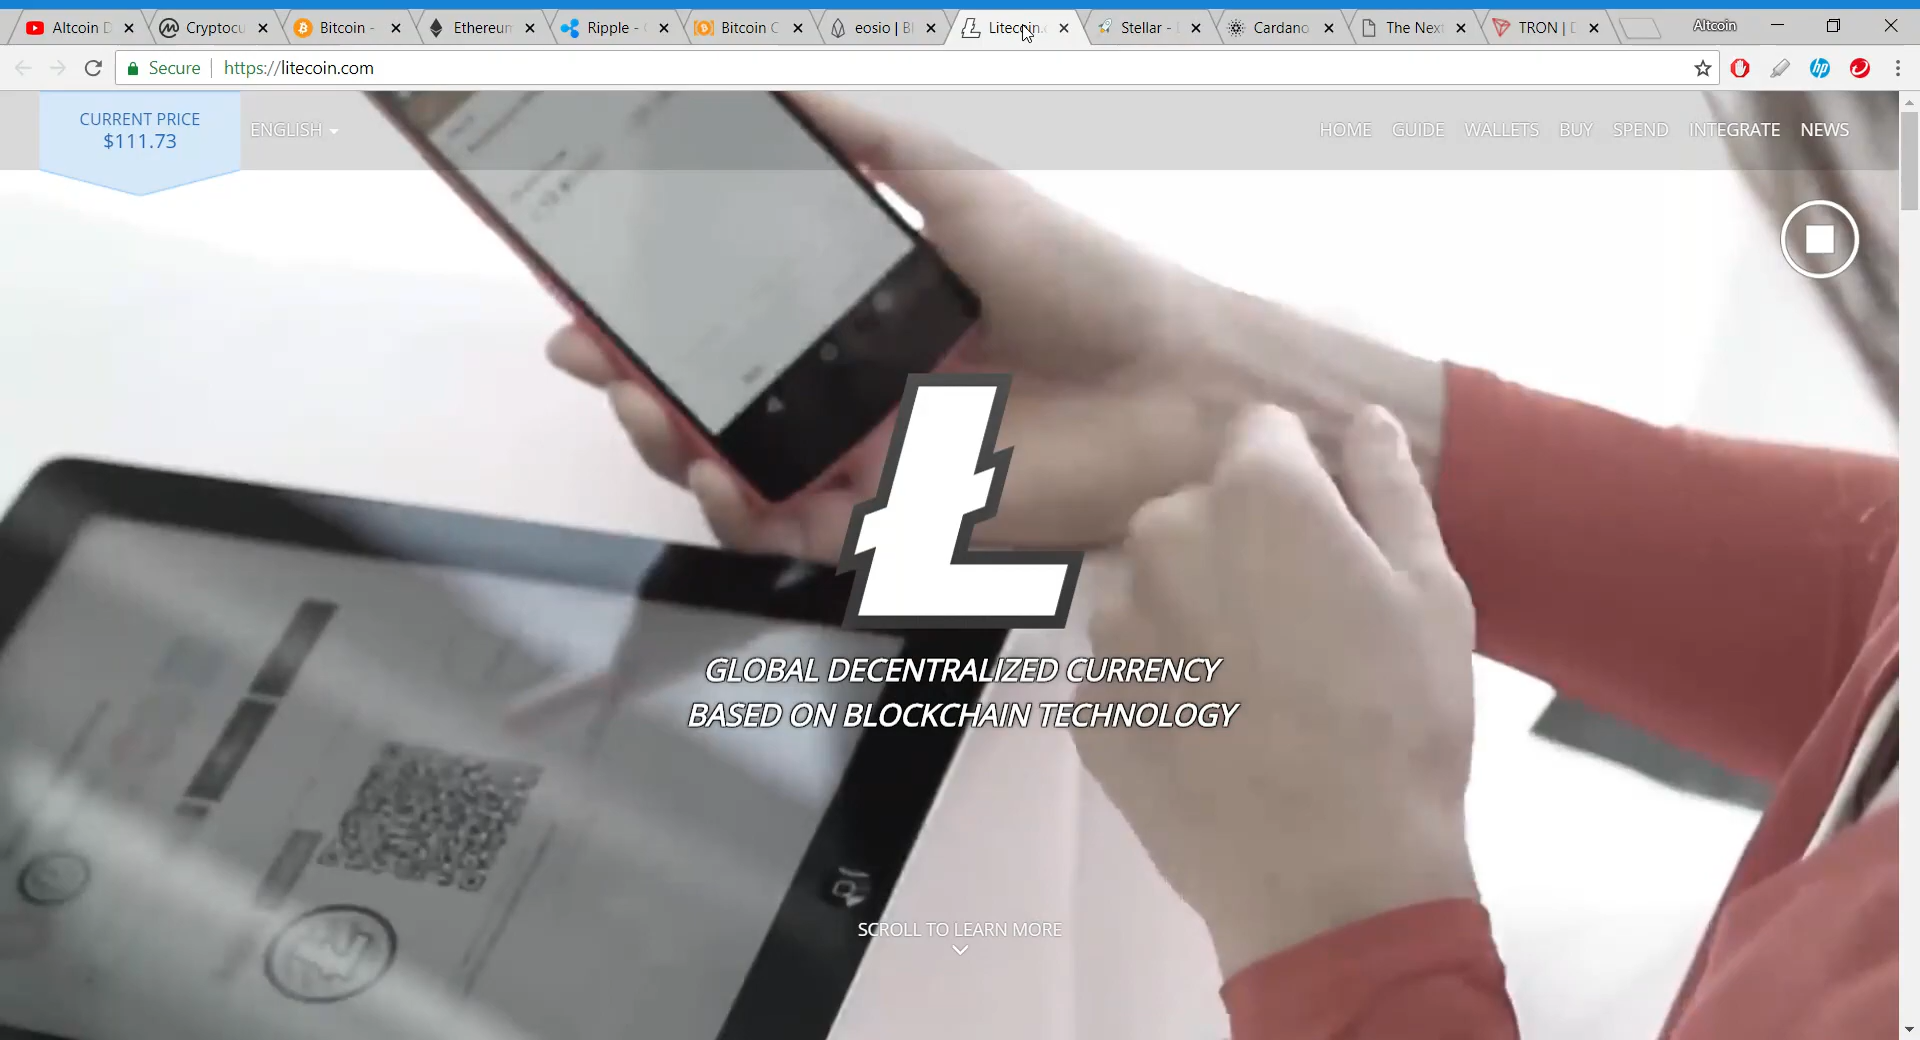 Altcoin D
Cryptocu
Bitcoin -
Ethereum
Ripple -
Bitcoin C
eosio | Bl
Litecoin.
Stellar -
Cardano
The Next
TRON | D
Altcoin
Secure
https://litecoin.com
hp
CURRENT PRICE
$111.73
ENGLISH
HOME GUIDE WALLETS BUY SPEND INTEGRATE NEWS
GLOBAL DECENTRALIZED CURRENCY
BASED ON BLOCKCHAIN TECHNOLOGY
SCROLL TO LEARN MORE